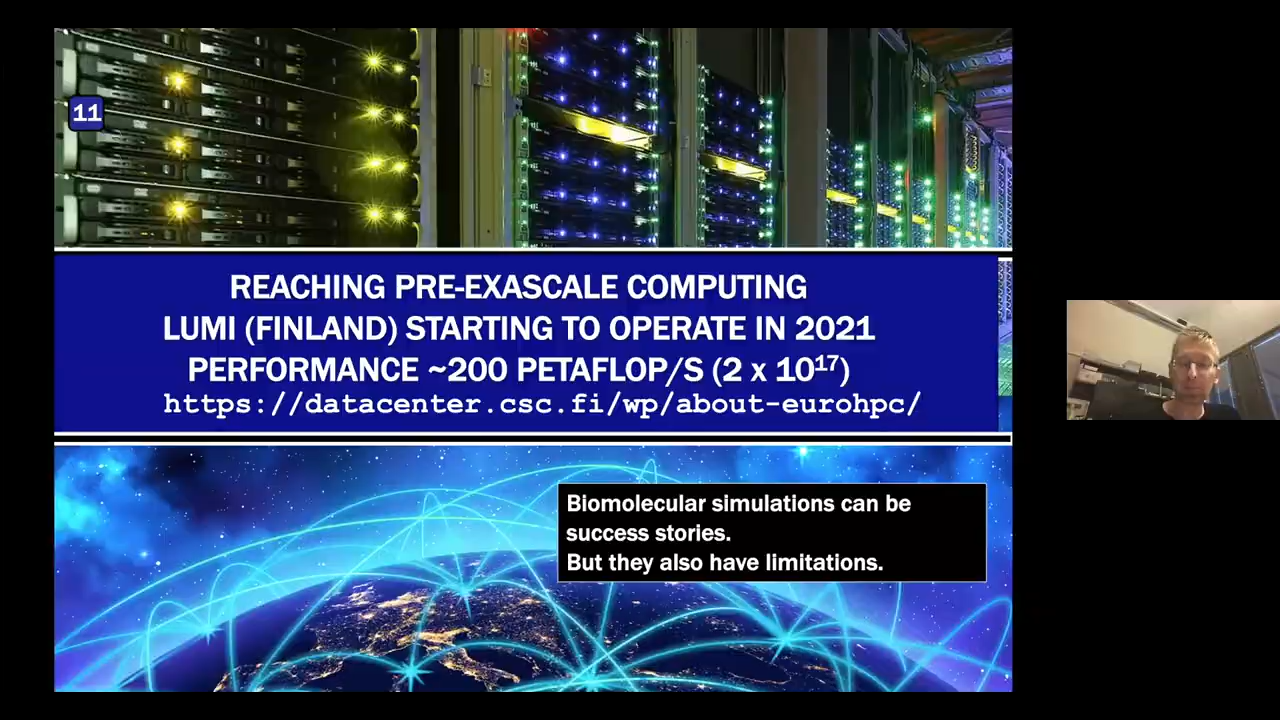 11
REACHING PRE-EXASCALE COMPUTING
LUMI (FINLAND) STARTING TO OPERATE IN 2021
PERFORMANCE ~200 PETAFLOP/S (2 x 10¹⁷)
https://datacenter.csc.fi/wp/about-eurohpc/
Biomolecular simulations can be
success stories.
But they also have limitations.